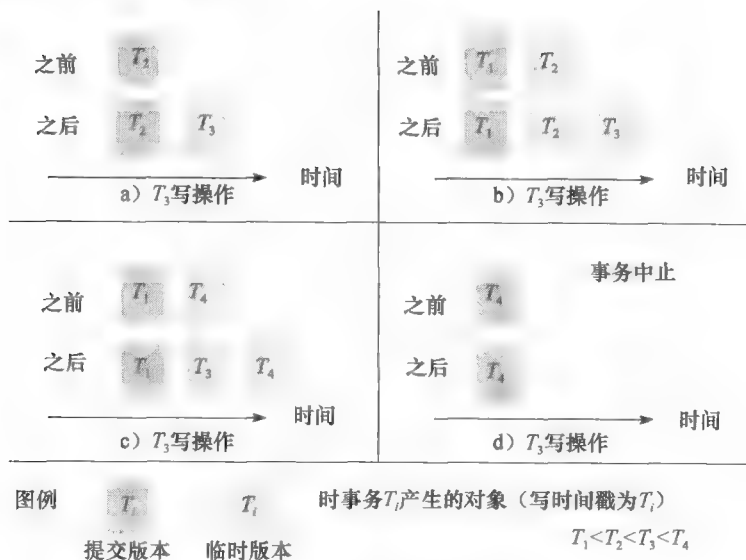 之前 T₂
之后 T₂ T₃
时间
a) T₃写操作
之前 T₁ T₂
之后 T₁ T₂ T₃
时间
b) T₃写操作
之前 T₁ T₄
之后 T₁ T₃ T₄
时间
c) T₃写操作
事务中止
之前 T₄
之后 T₄
时间
d) T₃写操作
图例 Tᵢ Tᵢ 时事务Tᵢ产生的对象（写时间戳为Tᵢ）
提交版本 临时版本 T₁<T₂<T₃<T₄